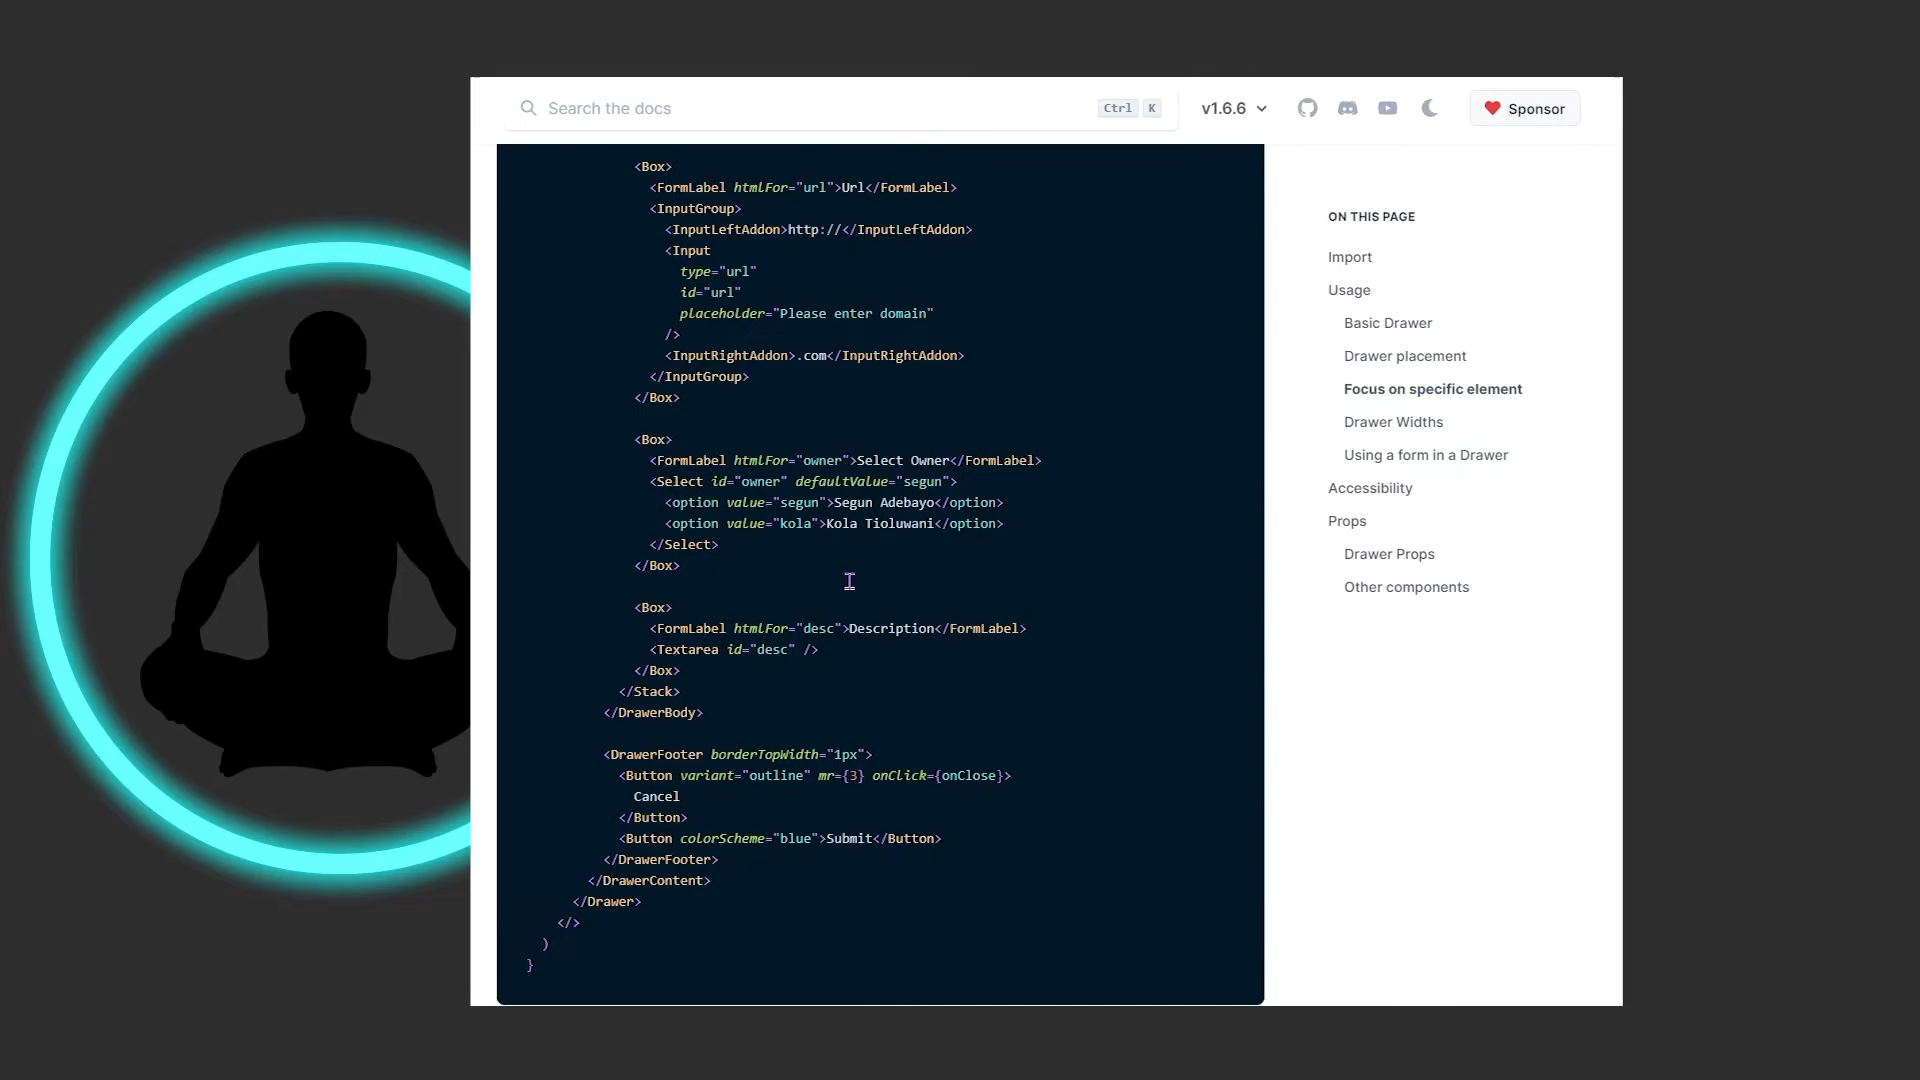 Search the docs
Ctrl K
v1.6.6
Sponsor
<Box>
<FormLabel htmlFor="url">Url</FormLabel>
<InputGroup>
<InputLeftAddon>http://</InputLeftAddon>
<Input
type="url"
id="url"
placeholder="Please enter domain"
/>
<InputRightAddon>.com</InputRightAddon>
</InputGroup>
</Box>
<Box>
<FormLabel htmlFor="owner">Select Owner</FormLabel>
<Select id="owner" defaultValue="segun">
<option value="segun">Segun Adebayo</option>
<option value="kola">Kola Tioluwani</option>
</Select>
</Box>
<Box>
<FormLabel htmlFor="desc">Description</FormLabel>
<Textarea id="desc" />
</Box>
</Stack>
</DrawerBody>
<DrawerFooter borderTopWidth="1px">
<Button variant="outline" mr={3} onClick={onClose}>
Cancel
</Button>
<Button colorScheme="blue">Submit</Button>
</DrawerFooter>
</DrawerContent>
</Drawer>
</>
)
}
ON THIS PAGE
Import
Usage
Basic Drawer
Drawer placement
Focus on specific element
Drawer Widths
Using a form in a Drawer
Accessibility
Props
Drawer Props
Other components